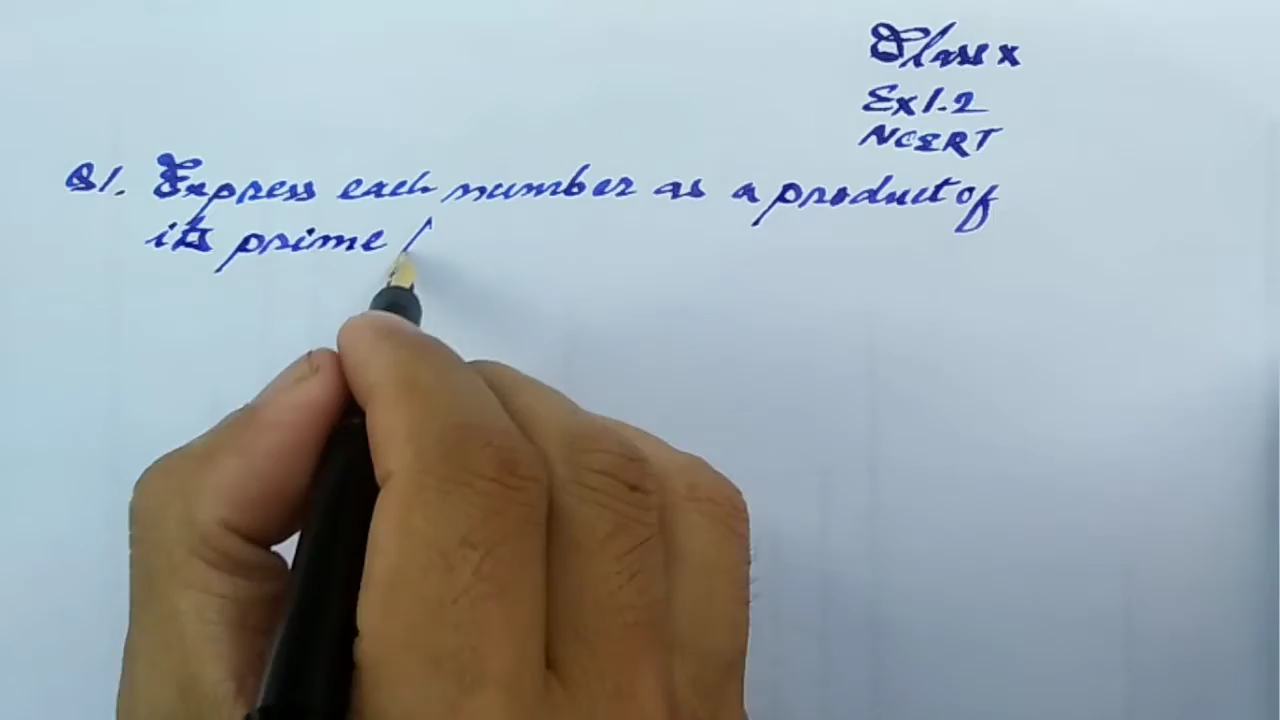 Class X
Ex 1.2
NCERT
Q1. Express each number as a product of
its prime